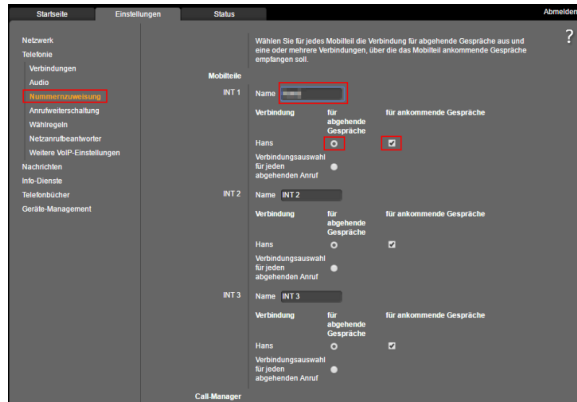 Startseite
Einstellungen
Status
Abmelden
?
Netzwerk
Telefonie
Verbindungen
Audio
Nummernzuweisung
Anrufweiterschaltung
Wählregeln
Netzanrufbeantworter
Weitere VoIP-Einstellungen
Nachrichten
Info-Dienste
Telefonbücher
Geräte-Management
Wählen Sie für jedes Mobilteil die Verbindung für abgehende Gespräche aus und
eine oder mehrere Verbindungen, über die das Mobilteil ankommende Gespräche
empfangen soll.
Mobilteile
INT 1
Name
Verbindung
für
abgehende
Gespräche
für ankommende Gespräche
Hans
Verbindungsauswahl
für jeden
abgehenden Anruf
INT 2
Name INT 2
Verbindung
für
abgehende
Gespräche
für ankommende Gespräche
Hans
Verbindungsauswahl
für jeden
abgehenden Anruf
INT 3
Name INT 3
Verbindung
für
abgehende
Gespräche
für ankommende Gespräche
Hans
Verbindungsauswahl
für jeden
abgehenden Anruf
Call-Manager